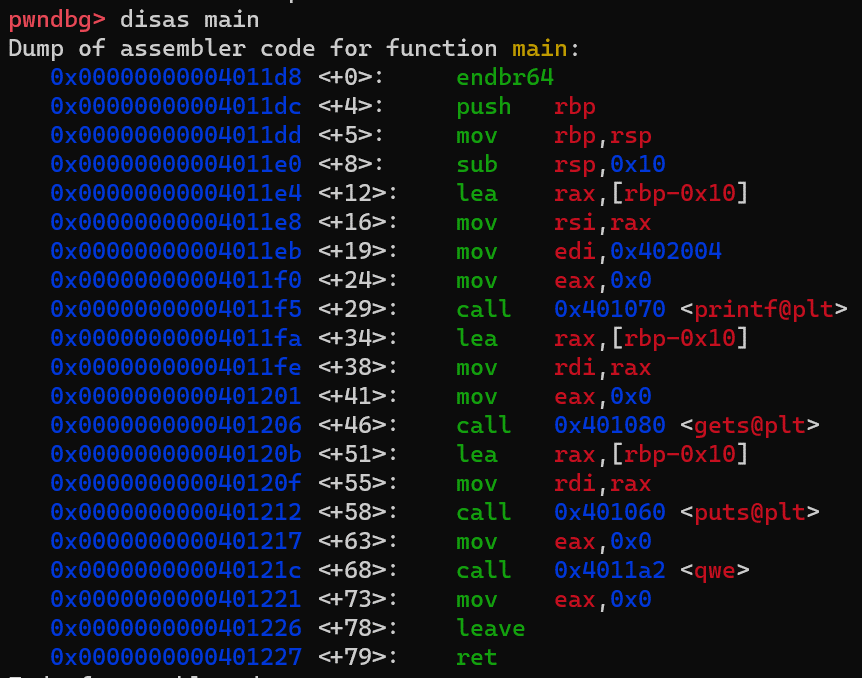 pwndbg> disas main
Dump of assembler code for function main:
0x00000000004011d8 <+0>: endbr64
0x00000000004011dc <+4>: push rbp
0x00000000004011dd <+5>: mov rbp,rsp
0x00000000004011e0 <+8>: sub rsp,0x10
0x00000000004011e4 <+12>: lea rax,[rbp-0x10]
0x00000000004011e8 <+16>: mov rsi,rax
0x00000000004011eb <+19>: mov edi,0x402004
0x00000000004011f0 <+24>: mov eax,0x0
0x00000000004011f5 <+29>: call 0x401070 <printf@plt>
0x00000000004011fa <+34>: lea rax,[rbp-0x10]
0x00000000004011fe <+38>: mov rdi,rax
0x0000000000401201 <+41>: mov eax,0x0
0x0000000000401206 <+46>: call 0x401080 <gets@plt>
0x000000000040120b <+51>: lea rax,[rbp-0x10]
0x000000000040120f <+55>: mov rdi,rax
0x0000000000401212 <+58>: call 0x401060 <puts@plt>
0x0000000000401217 <+63>: mov eax,0x0
0x000000000040121c <+68>: call 0x4011a2 <qwe>
0x0000000000401221 <+73>: mov eax,0x0
0x0000000000401226 <+78>: leave
0x0000000000401227 <+79>: ret